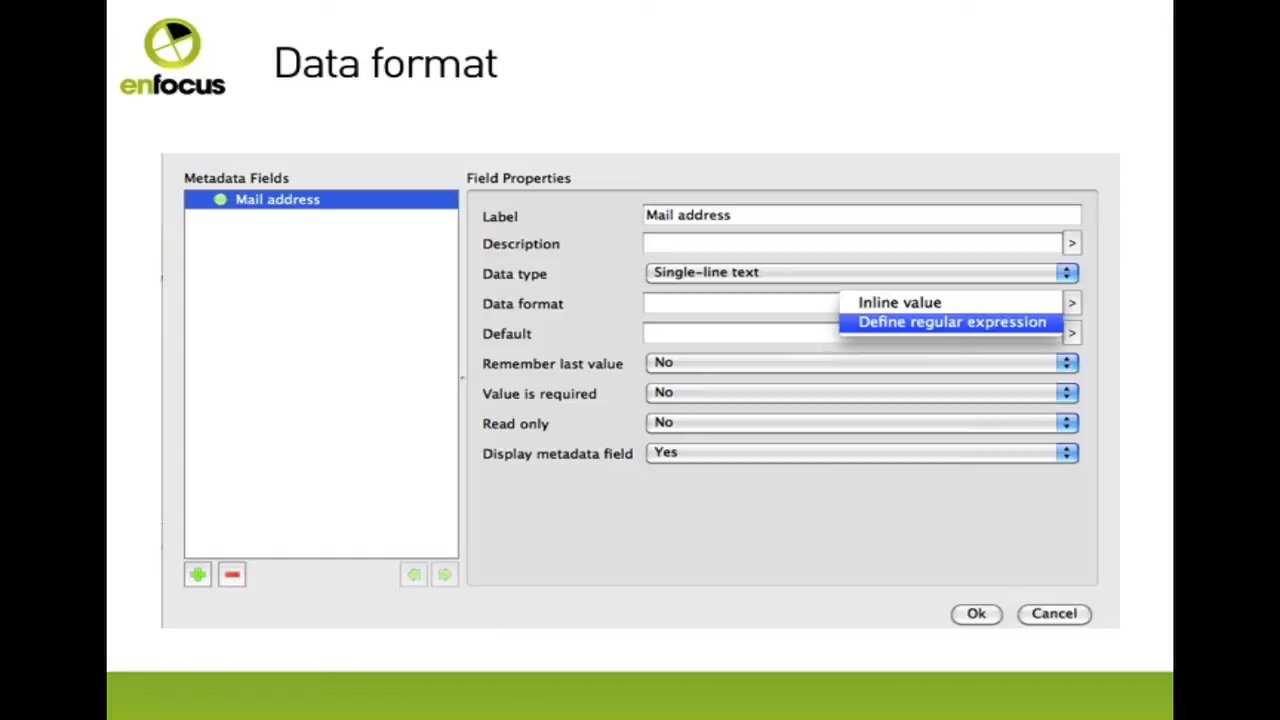 enfocus
Data format
Metadata Fields
Mail address
Field Properties
Label Mail address
Description >
Data type Single-line text
Data format Inline value >
Define regular expression
Default >
Remember last value No
Value is required No
Read only No
Display metadata field Yes
Ok Cancel